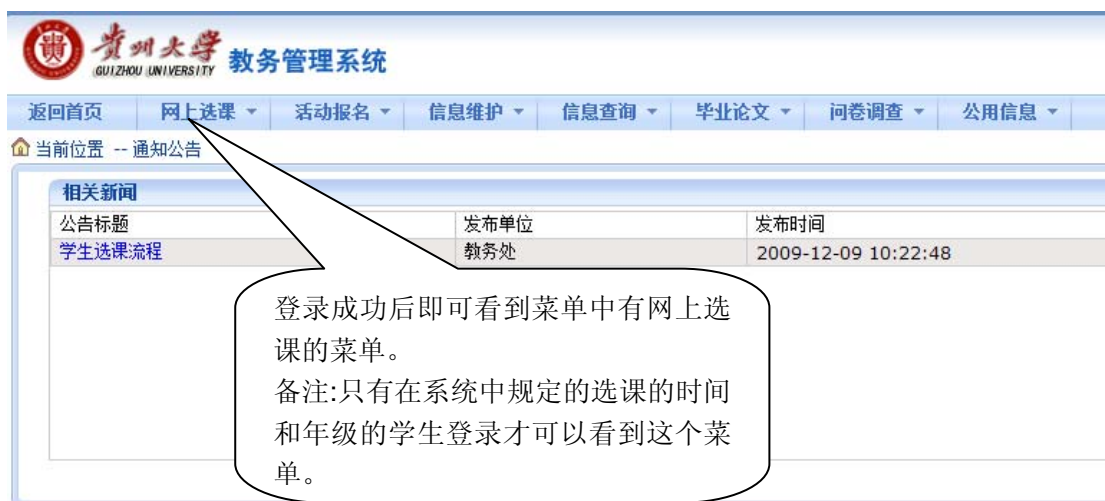 贵
贵州大学
GUIZHOU UNIVERSITY
教务管理系统
返回首页 网上选课 活动报名 信息维护 信息查询 毕业论文 问卷调查 公用信息
当前位置 -- 通知公告
相关新闻
公告标题 发布单位 发布时间
学生选课流程 教务处 2009-12-09 10:22:48
登录成功后即可看到菜单中有网上选
课的菜单。
备注:只有在系统中规定的选课的时间
和年级的学生登录才可以看到这个菜
单。